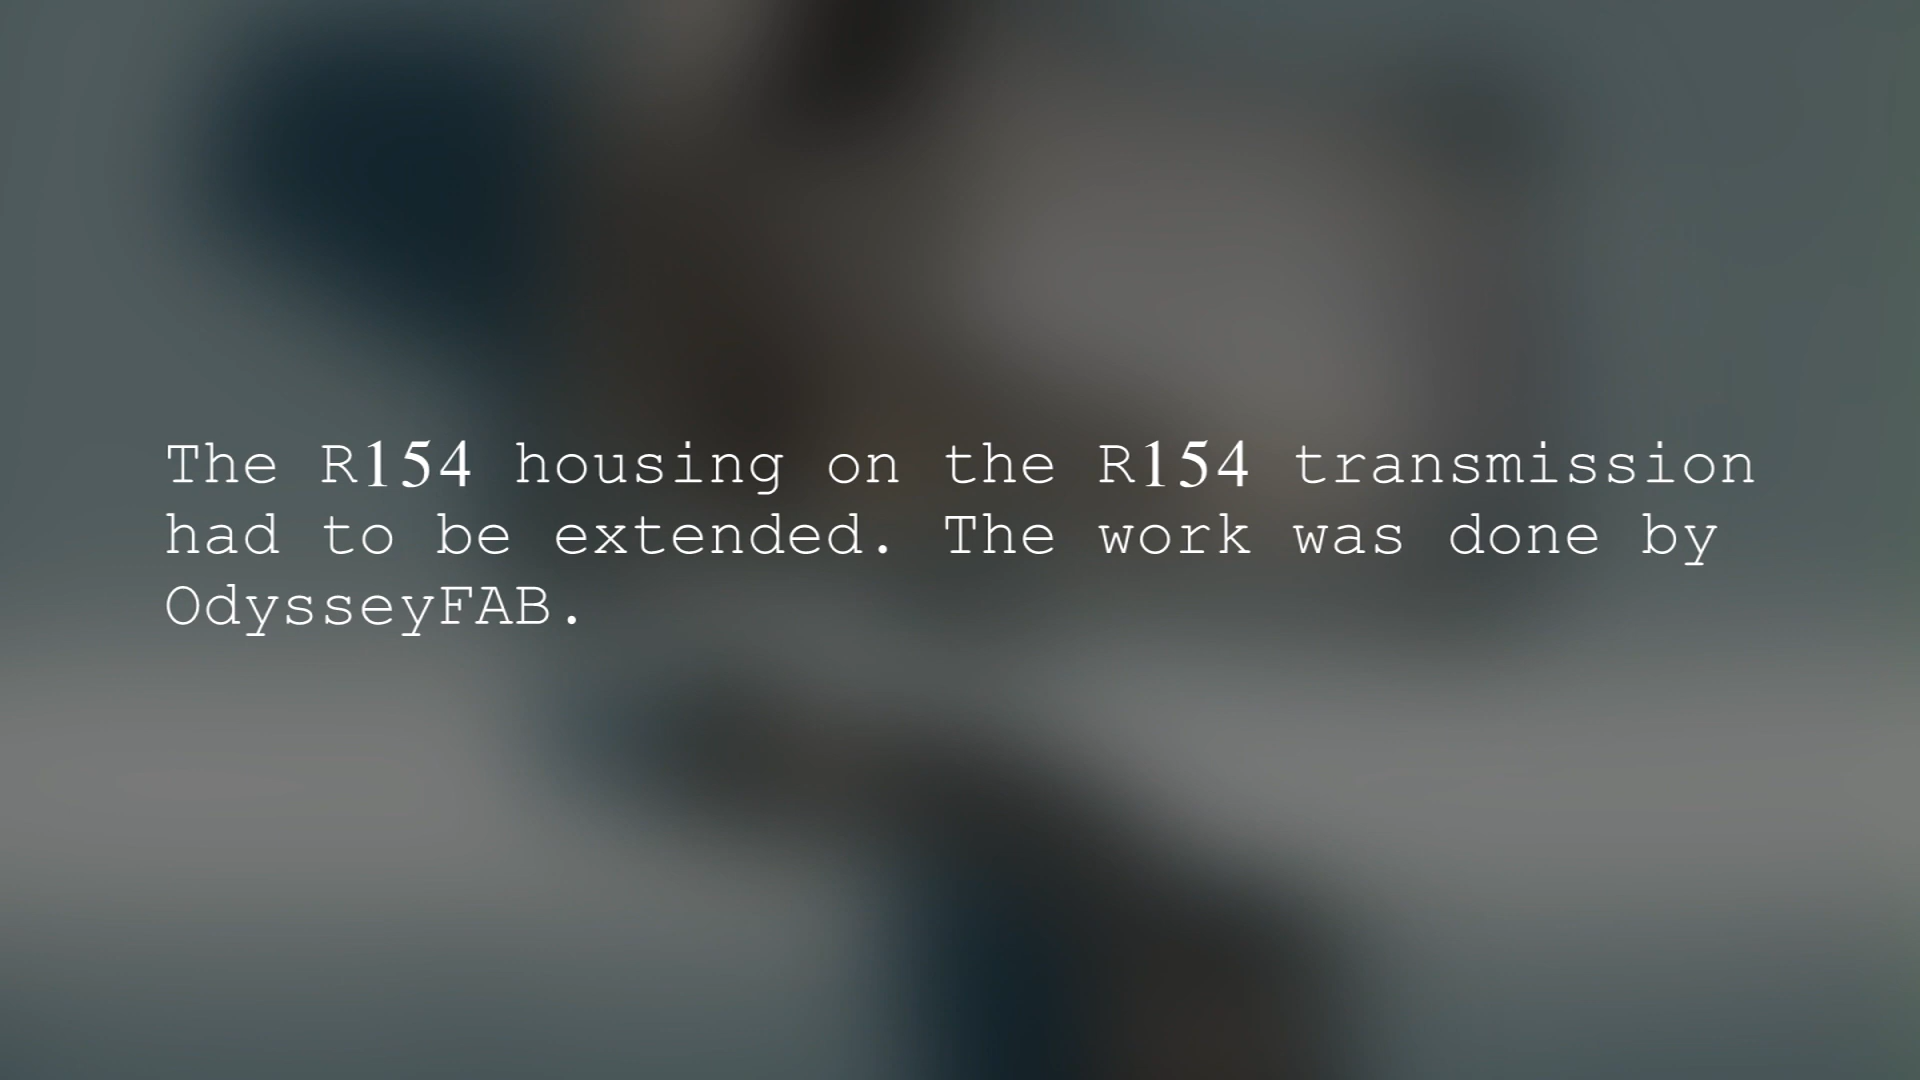 The R154 housing on the R154 transmission
had to be extended. The work was done by
OdysseyFAB.